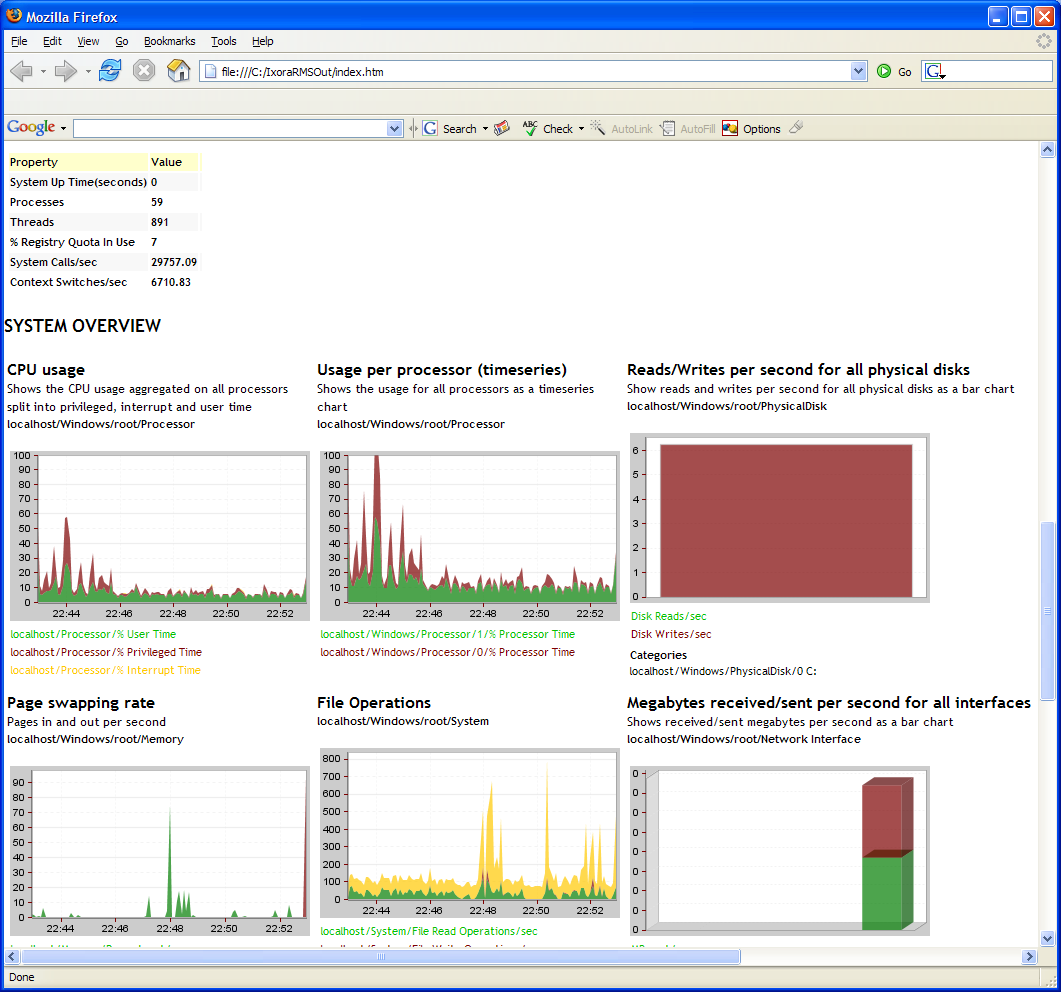 Mozilla Firefox
File Edit View Go Bookmarks Tools Help
file:///C:/IxoraRMSOut/index.htm Go G
Google G Search ABC Check AutoLink AutoFill Options
Property Value
System Up Time(seconds) 0
Processes 59
Threads 891
% Registry Quota In Use 7
System Calls/sec 29757.09
Context Switches/sec 6710.83
SYSTEM OVERVIEW
CPU usage
Shows the CPU usage aggregated on all processors
split into privileged, interrupt and user time
localhost/Windows/root/Processor
100
90
80
70
60
50
40
30
20
10
0
22:44 22:46 22:48 22:50 22:52
localhost/Processor/% User Time
localhost/Processor/% Privileged Time
localhost/Processor/% Interrupt Time
Usage per processor (timeseries)
Shows the usage for all processors as a timeseries
chart
localhost/Windows/root/Processor
100
90
80
70
60
50
40
30
20
10
0
22:44 22:46 22:48 22:50 22:52
localhost/Windows/Processor/1/% Processor Time
localhost/Windows/Processor/0/% Processor Time
Reads/Writes per second for all physical disks
Show reads and writes per second for all physical disks as a bar chart
localhost/Windows/root/PhysicalDisk
6
5
4
3
2
1
0
Disk Reads/sec
Disk Writes/sec
Categories
localhost/Windows/PhysicalDisk/0 C:
Page swapping rate
Pages in and out per second
localhost/Windows/root/Memory
90
80
70
60
50
40
30
20
10
0
22:44 22:46 22:48 22:50 22:52
File Operations
localhost/Windows/root/System
800
700
600
500
400
300
200
100
0
22:44 22:46 22:48 22:50 22:52
localhost/System/File Read Operations/sec
Megabytes received/sent per second for all interfaces
Shows received/sent megabytes per second as a bar chart
localhost/Windows/root/Network Interface
0
0
0
0
0
0
0
0
0
Done